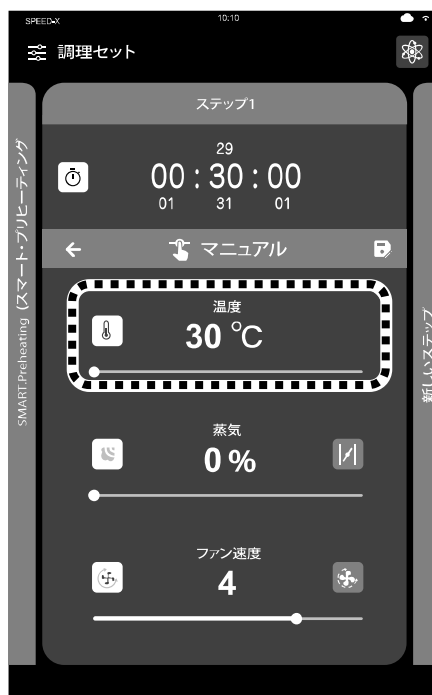 SPEED-X
10:10
調理セット
ステップ1
29
00 : 30 : 00
01 31 01
マニュアル
温度
30 °C
蒸気
0 %
ファン速度
4
SMART.Preheating (スマート・プリヒーティング
新しいステップ